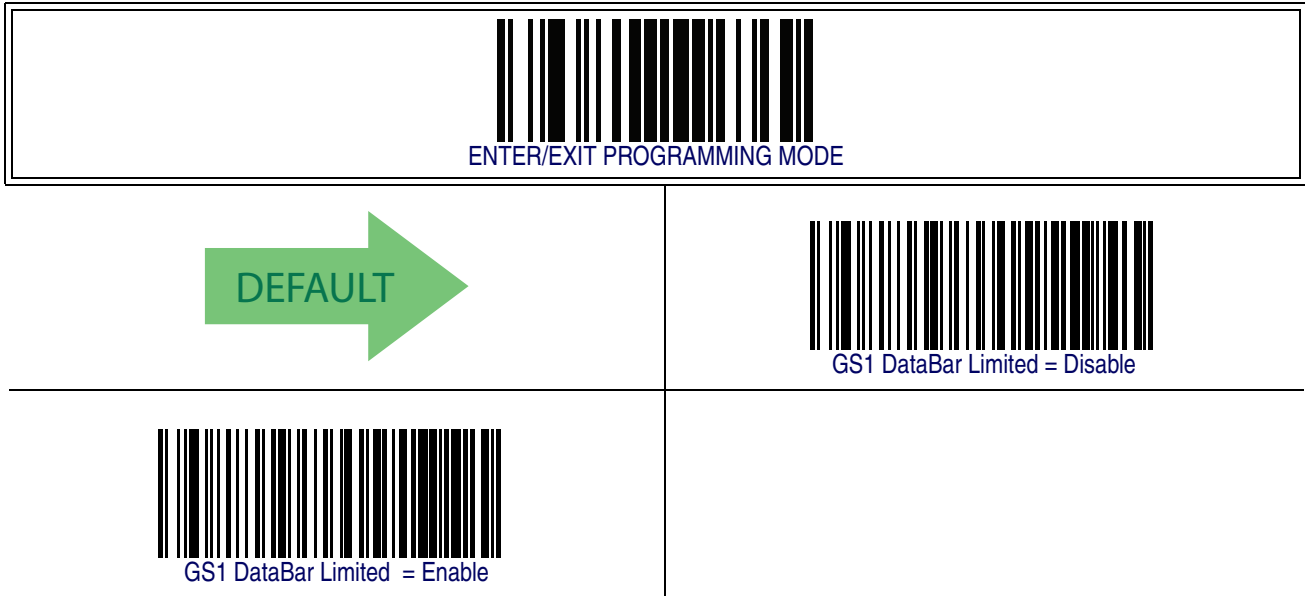 ENTER/EXIT PROGRAMMING MODE
DEFAULT
GS1 DataBar Limited = Disable
GS1 DataBar Limited = Enable